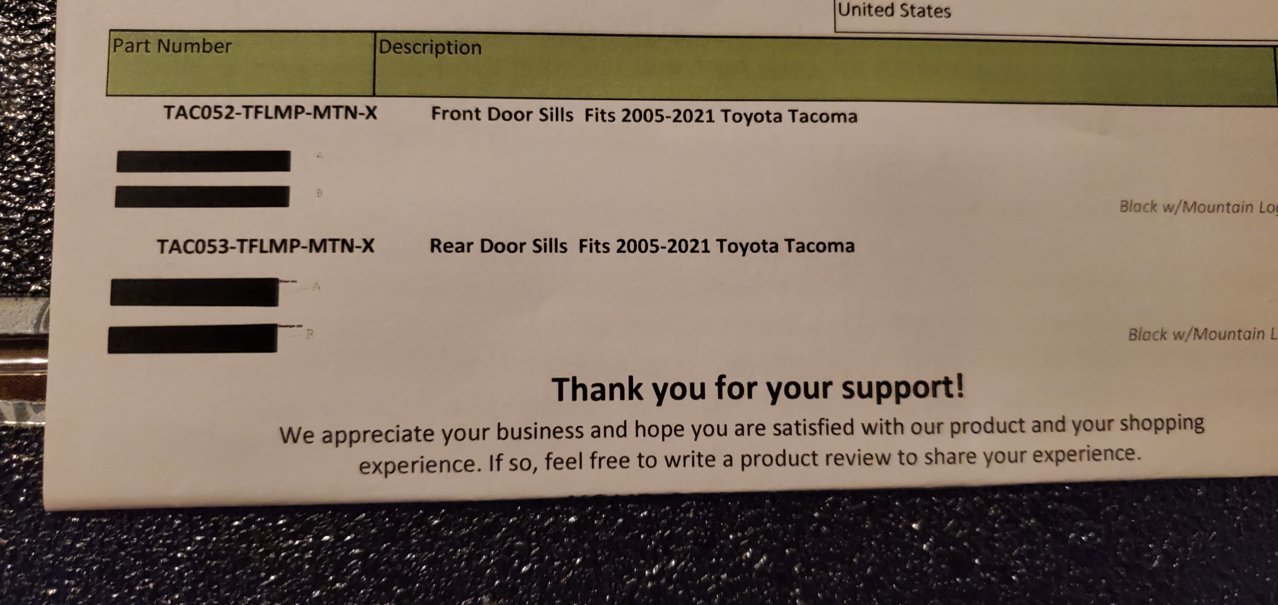 United States
Part Number Description
TAC052-TFLMP-MTN-X Front Door Sills Fits 2005-2021 Toyota Tacoma
A
B
Black w/Mountain Lo
TAC053-TFLMP-MTN-X Rear Door Sills Fits 2005-2021 Toyota Tacoma
A
B
Black w/Mountain L
Thank you for your support!
We appreciate your business and hope you are satisfied with our product and your shopping
experience. If so, feel free to write a product review to share your experience.